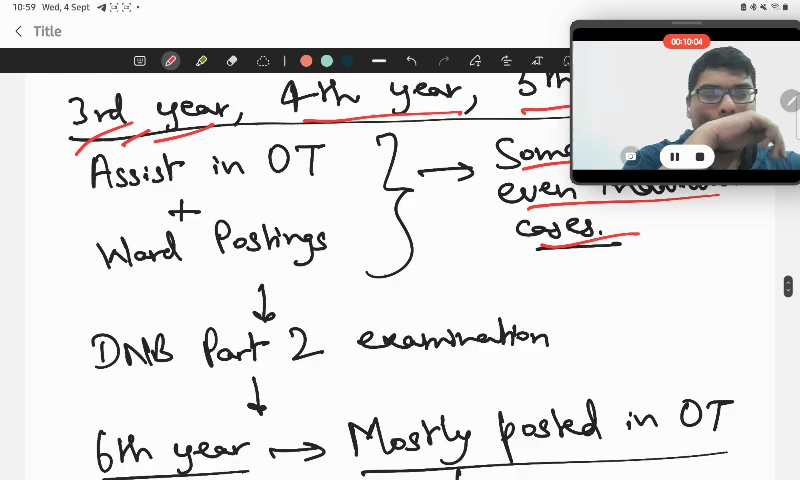 10:59 Wed, 4 Sept
Title
00:10:04
3rd year, 4th year, 5th
Assist in OT
+
Ward Postings
Some
even
cases.
DNB Part 2 examination
6th year → Mostly posted in OT